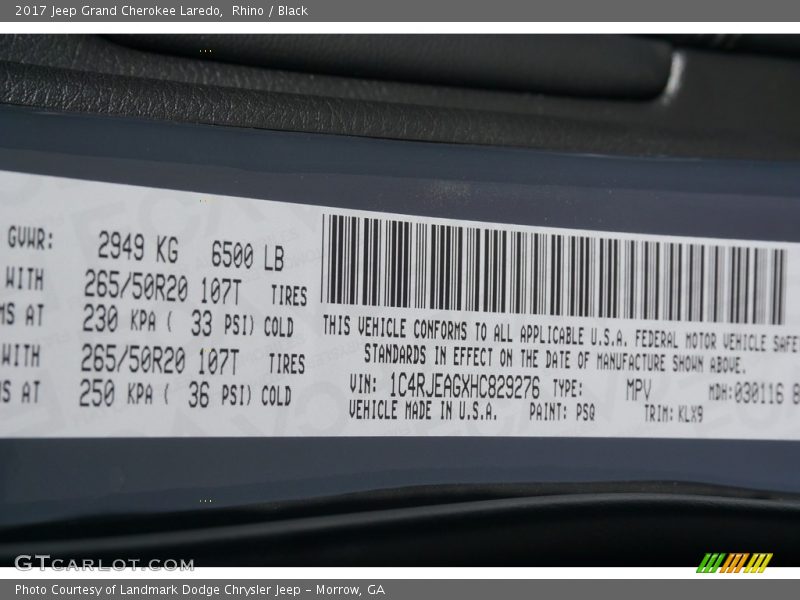 2017 Jeep Grand Cherokee Laredo, Rhino / Black
GVWR: 2949 KG 6500 LB
WITH 265/50R20 107T TIRES
MS AT 230 KPA ( 33 PSI) COLD
WITH 265/50R20 107T TIRES
MS AT 250 KPA ( 36 PSI) COLD
THIS VEHICLE CONFORMS TO ALL APPLICABLE U.S.A. FEDERAL MOTOR VEHICLE SAFE
STANDARDS IN EFFECT ON THE DATE OF MANUFACTURE SHOWN ABOVE.
VIN: 1C4RJEAGXHC829276 TYPE: MPV MDH: 030116 8
VEHICLE MADE IN U.S.A. PAINT: PSQ TRIM: KLX9
GTCarLot.com
Photo Courtesy of Landmark Dodge Chrysler Jeep – Morrow, GA